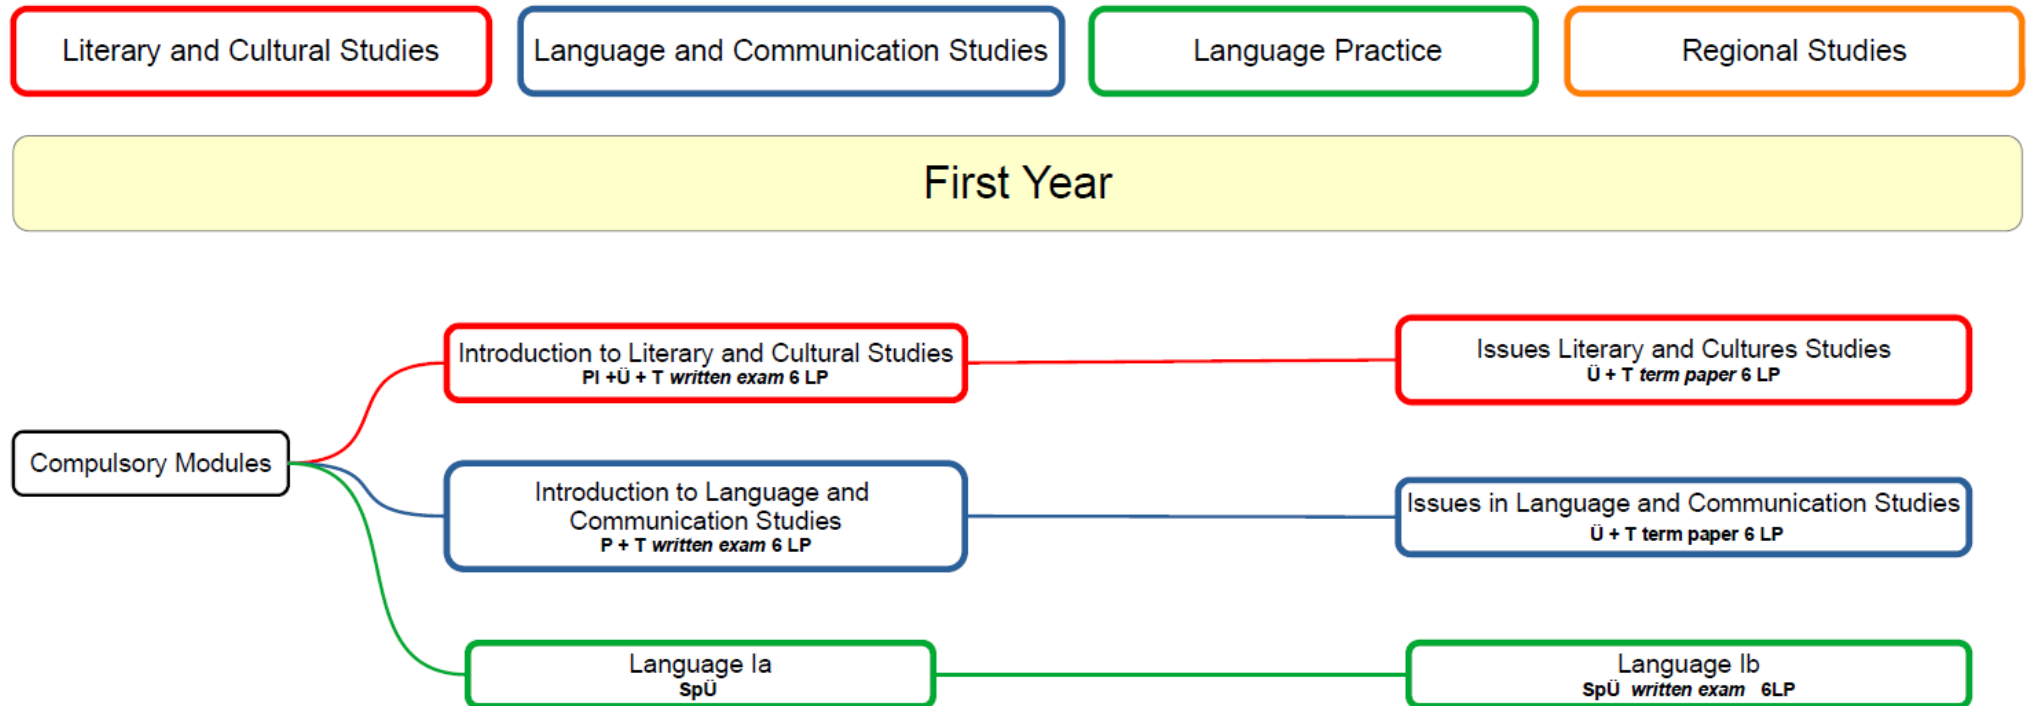 Literary and Cultural Studies
Language and Communication Studies
Language Practice
Regional Studies
First Year
Compulsory Modules
Introduction to Literary and Cultural Studies
PI +Ü + T written exam 6 LP
Issues Literary and Cultures Studies
Ü + T term paper 6 LP
Introduction to Language and
Communication Studies
P + T written exam 6 LP
Issues in Language and Communication Studies
Ü + T term paper 6 LP
Language Ia
SpÜ
Language Ib
SpÜ written exam 6LP